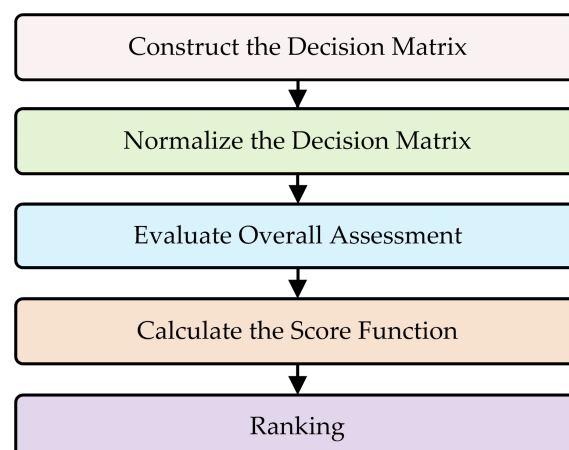 Construct the Decision Matrix
Normalize the Decision Matrix
Evaluate Overall Assessment
Calculate the Score Function
Ranking